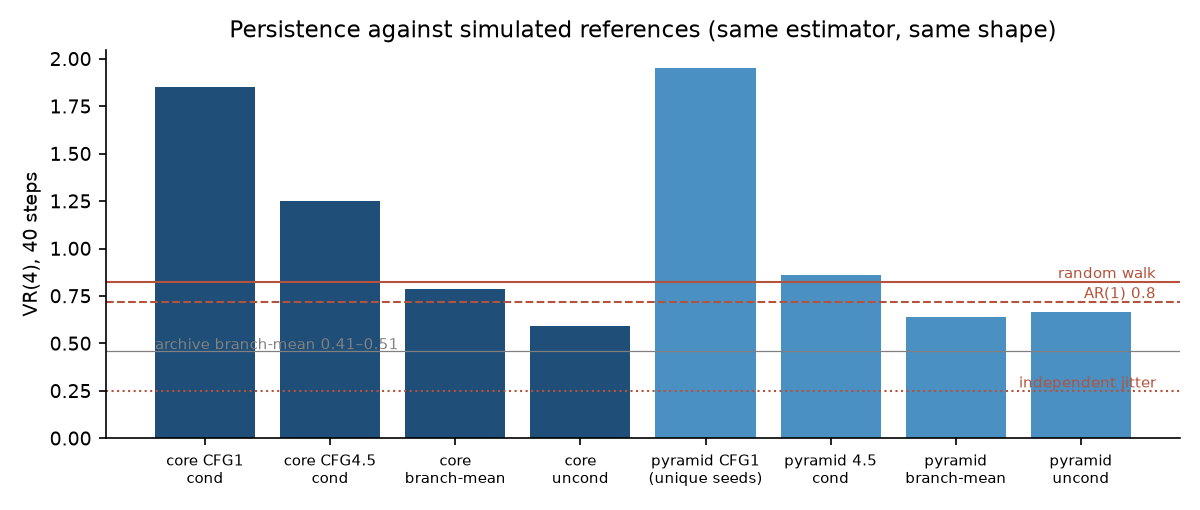 Persistence against simulated references (same estimator, same shape)
VR(4), 40 steps
2.00
1.75
1.50
1.25
1.00
0.75
0.50
0.25
0.00
random walk
AR(1) 0.8
archive branch-mean 0.41–0.51
independent jitter
core CFG1
cond
core CFG4.5
cond
core
branch-mean
core
uncond
pyramid CFG1
(unique seeds)
pyramid 4.5
cond
pyramid
branch-mean
pyramid
uncond